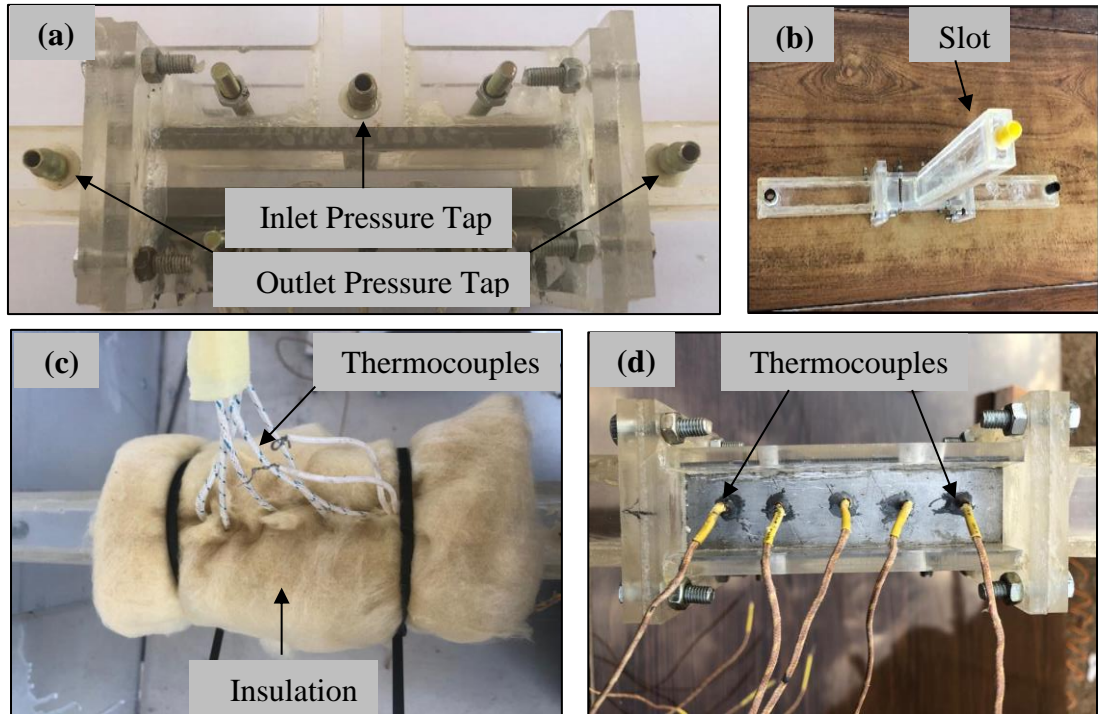 (a)
Inlet Pressure Tap
Outlet Pressure Tap
(b)
Slot
(c)
Thermocouples
Insulation
(d)
Thermocouples